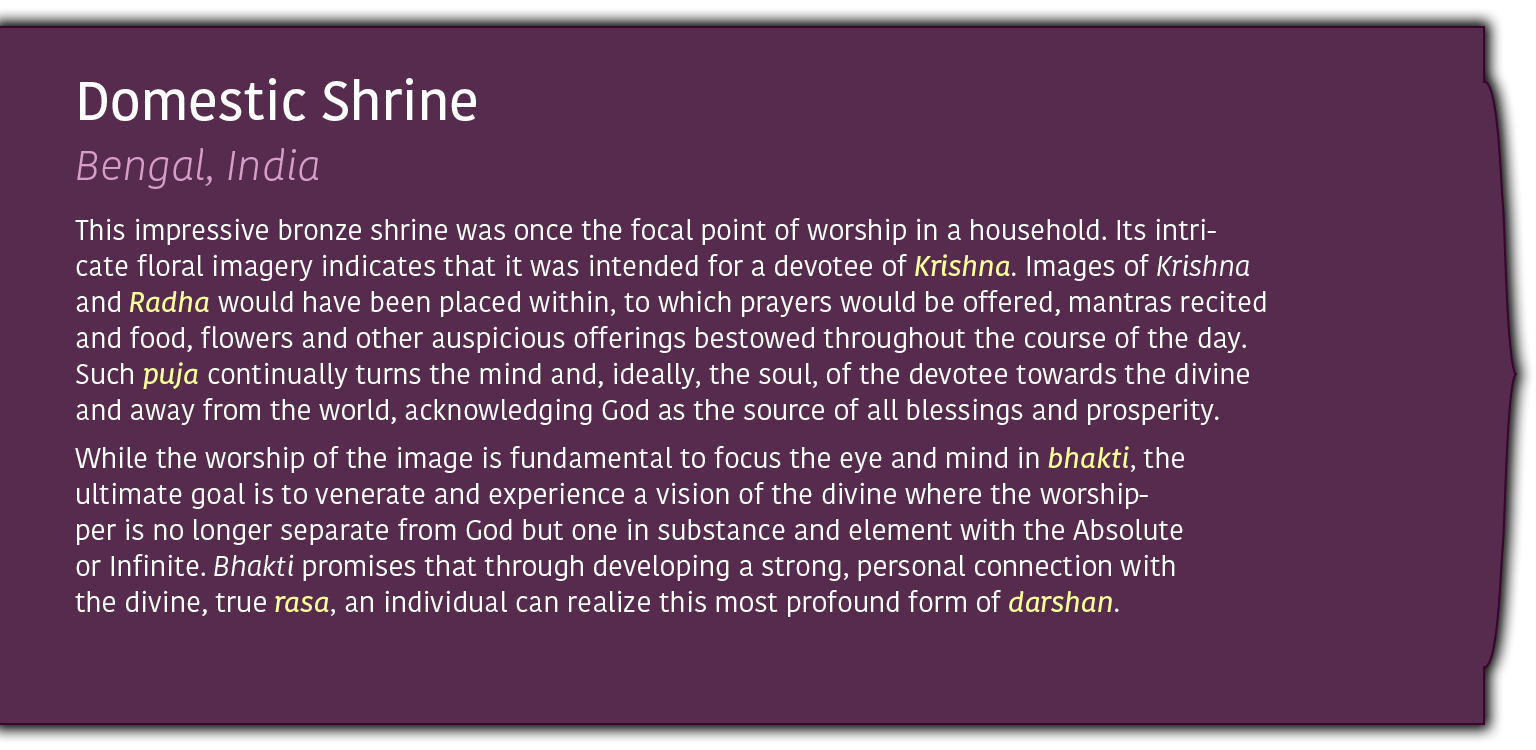 Domestic Shrine
Bengal, India
This impressive bronze shrine was once the focal point of worship in a household. Its intri-
cate floral imagery indicates that it was intended for a devotee of Krishna. Images of Krishna
and Radha would have been placed within, to which prayers would be offered, mantras recited
and food, flowers and other auspicious offerings bestowed throughout the course of the day.
Such puja continually turns the mind and, ideally, the soul, of the devotee towards the divine
and away from the world, acknowledging God as the source of all blessings and prosperity.
While the worship of the image is fundamental to focus the eye and mind in bhakti, the
ultimate goal is to venerate and experience a vision of the divine where the worship-
per is no longer separate from God but one in substance and element with the Absolute
or Infinite. Bhakti promises that through developing a strong, personal connection with
the divine, true rasa, an individual can realize this most profound form of darshan.